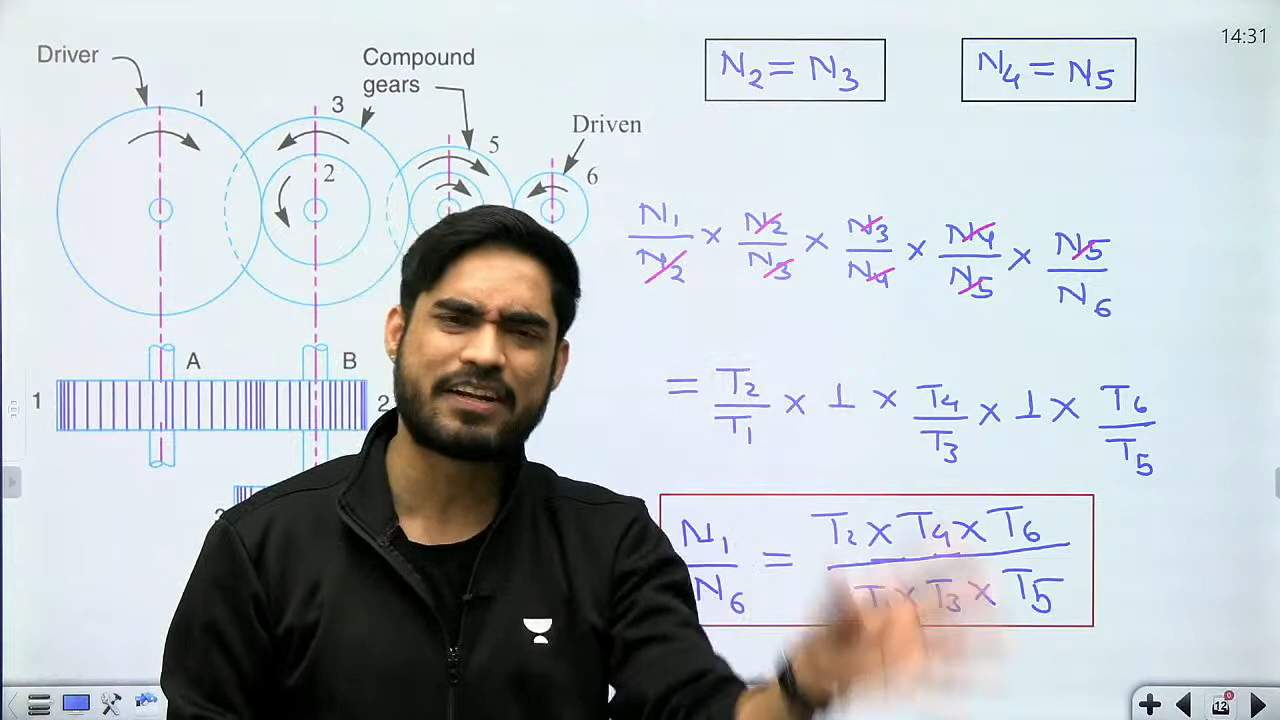 14:31
Driver
Compound
gears
Driven
1
3
2
5
6
A
B
1
2
N2 = N3
N4 = N5
N1/N2 × N2/N3 × N3/N4 × N4/N5 × N5/N6
= T2/T1 × 1 × T4/T3 × 1 × T6/T5
N1/N6 = T2 × T4 × T6 / T1 × T3 × T5
12
0